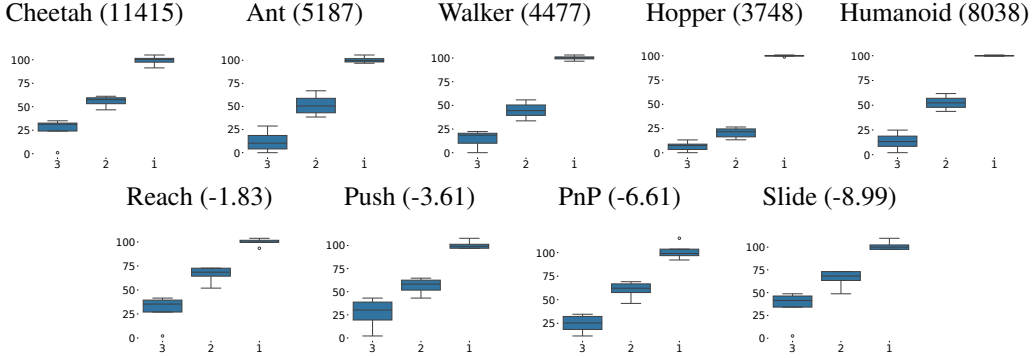 Cheetah (11415) Ant (5187) Walker (4477) Hopper (3748) Humanoid (8038)
100 100 100 100 100
75 75 75 75 75
50 50 50 50 50
25 25 25 25 25
0 0 0 0 0
3 2 1 3 2 1 3 2 1 3 2 1 3 2 1
Reach (-1.83) Push (-3.61) PnP (-6.61) Slide (-8.99)
100 100 100 100
75 75 75 75
50 50 50 50
25 25 25 25
0 0 0
3 2 1 3 2 1 3 2 1 3 2 1